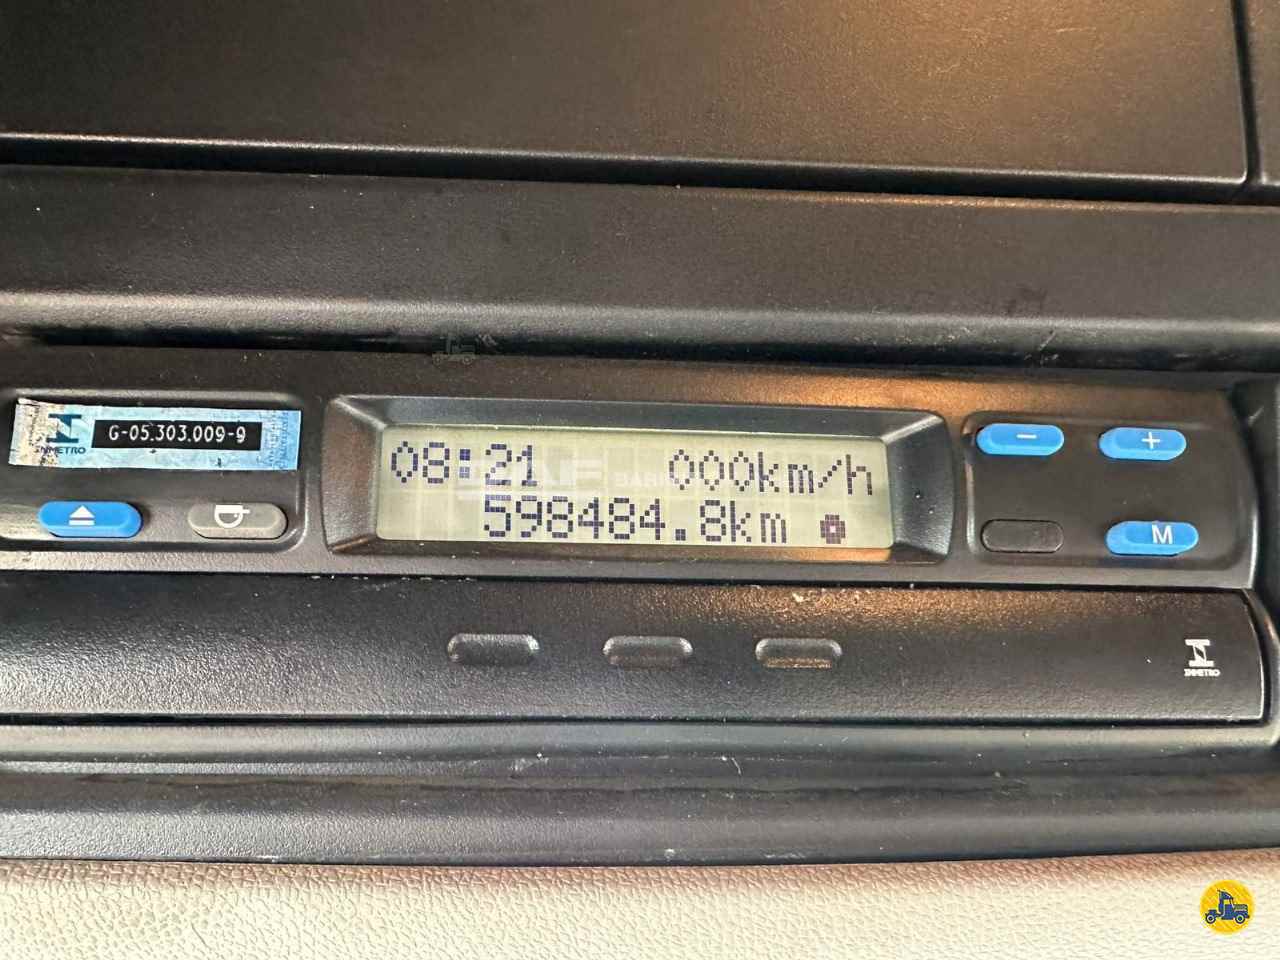 G-05.303.009-9
INMETRO
08:21 000km/h
598484.8km
M
INMETRO